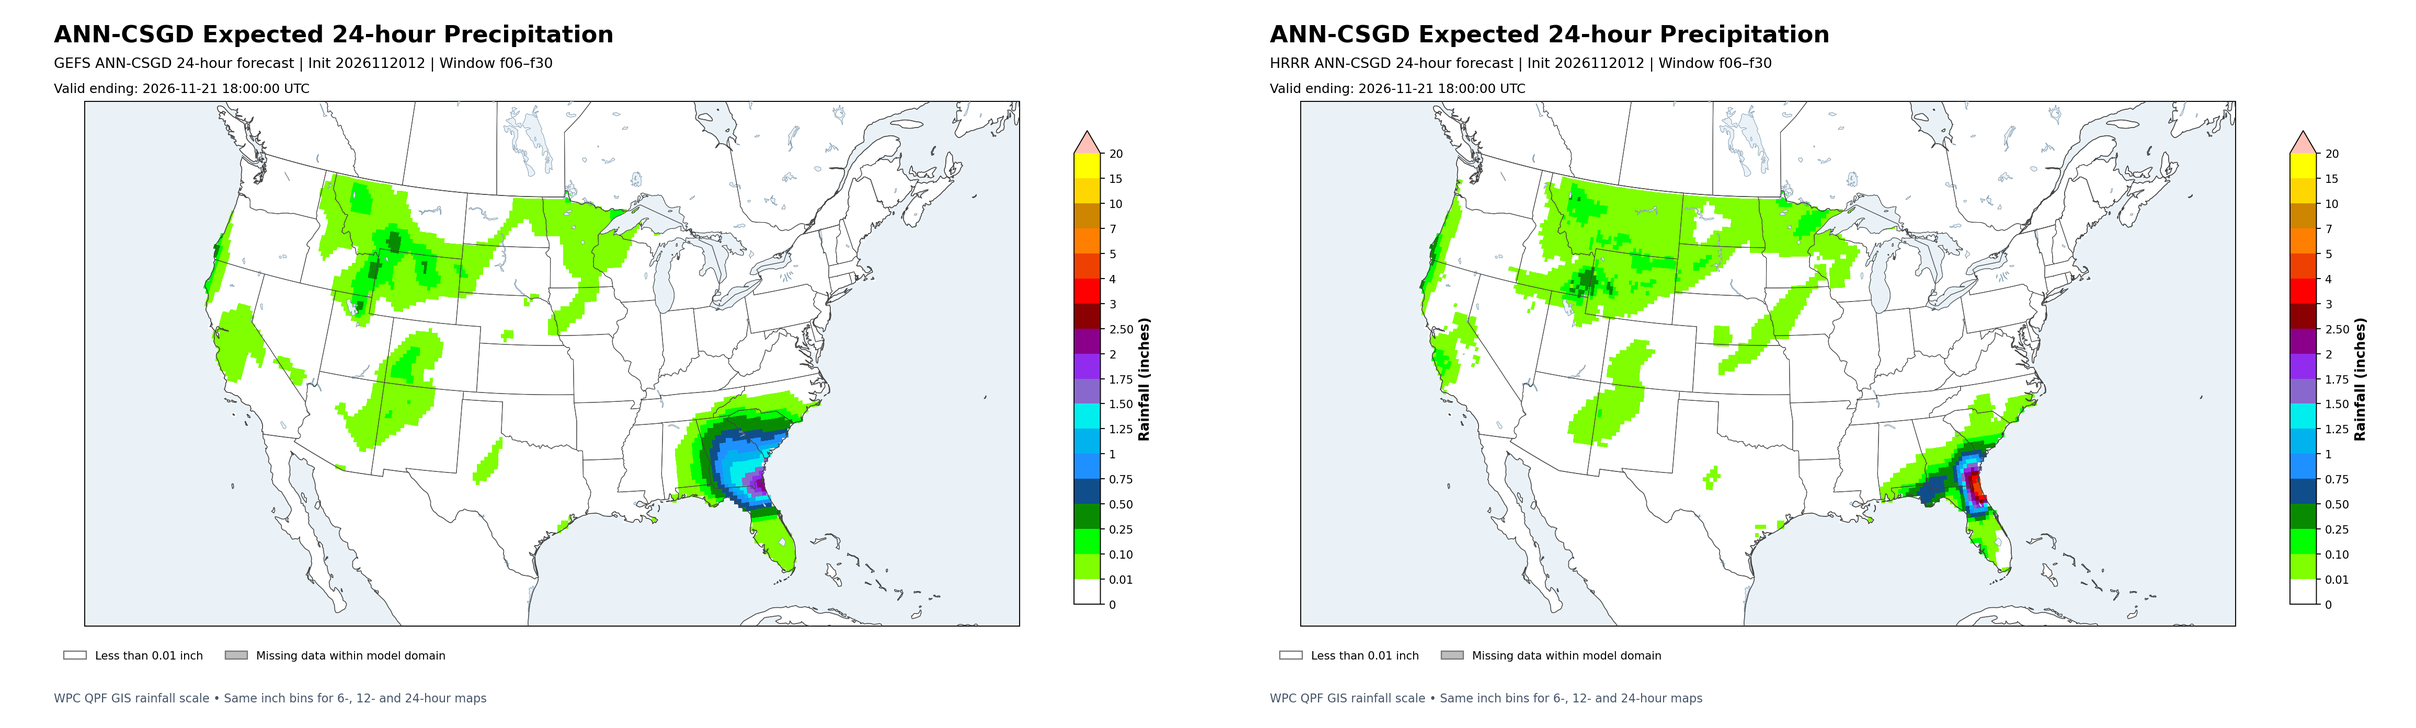 ANN-CSGD Expected 24-hour Precipitation
GEFS ANN-CSGD 24-hour forecast | Init 2026112012 | Window f06–f30
Valid ending: 2026-11-21 18:00:00 UTC
20
15
10
7
5
4
3
2.50
2
1.75
1.50
1.25
1
0.75
0.50
0.25
0.10
0.01
0
Rainfall (inches)
Less than 0.01 inch
Missing data within model domain
WPC QPF GIS rainfall scale • Same inch bins for 6-, 12- and 24-hour maps
ANN-CSGD Expected 24-hour Precipitation
HRRR ANN-CSGD 24-hour forecast | Init 2026112012 | Window f06–f30
Valid ending: 2026-11-21 18:00:00 UTC
20
15
10
7
5
4
3
2.50
2
1.75
1.50
1.25
1
0.75
0.50
0.25
0.10
0.01
0
Rainfall (inches)
Less than 0.01 inch
Missing data within model domain
WPC QPF GIS rainfall scale • Same inch bins for 6-, 12- and 24-hour maps